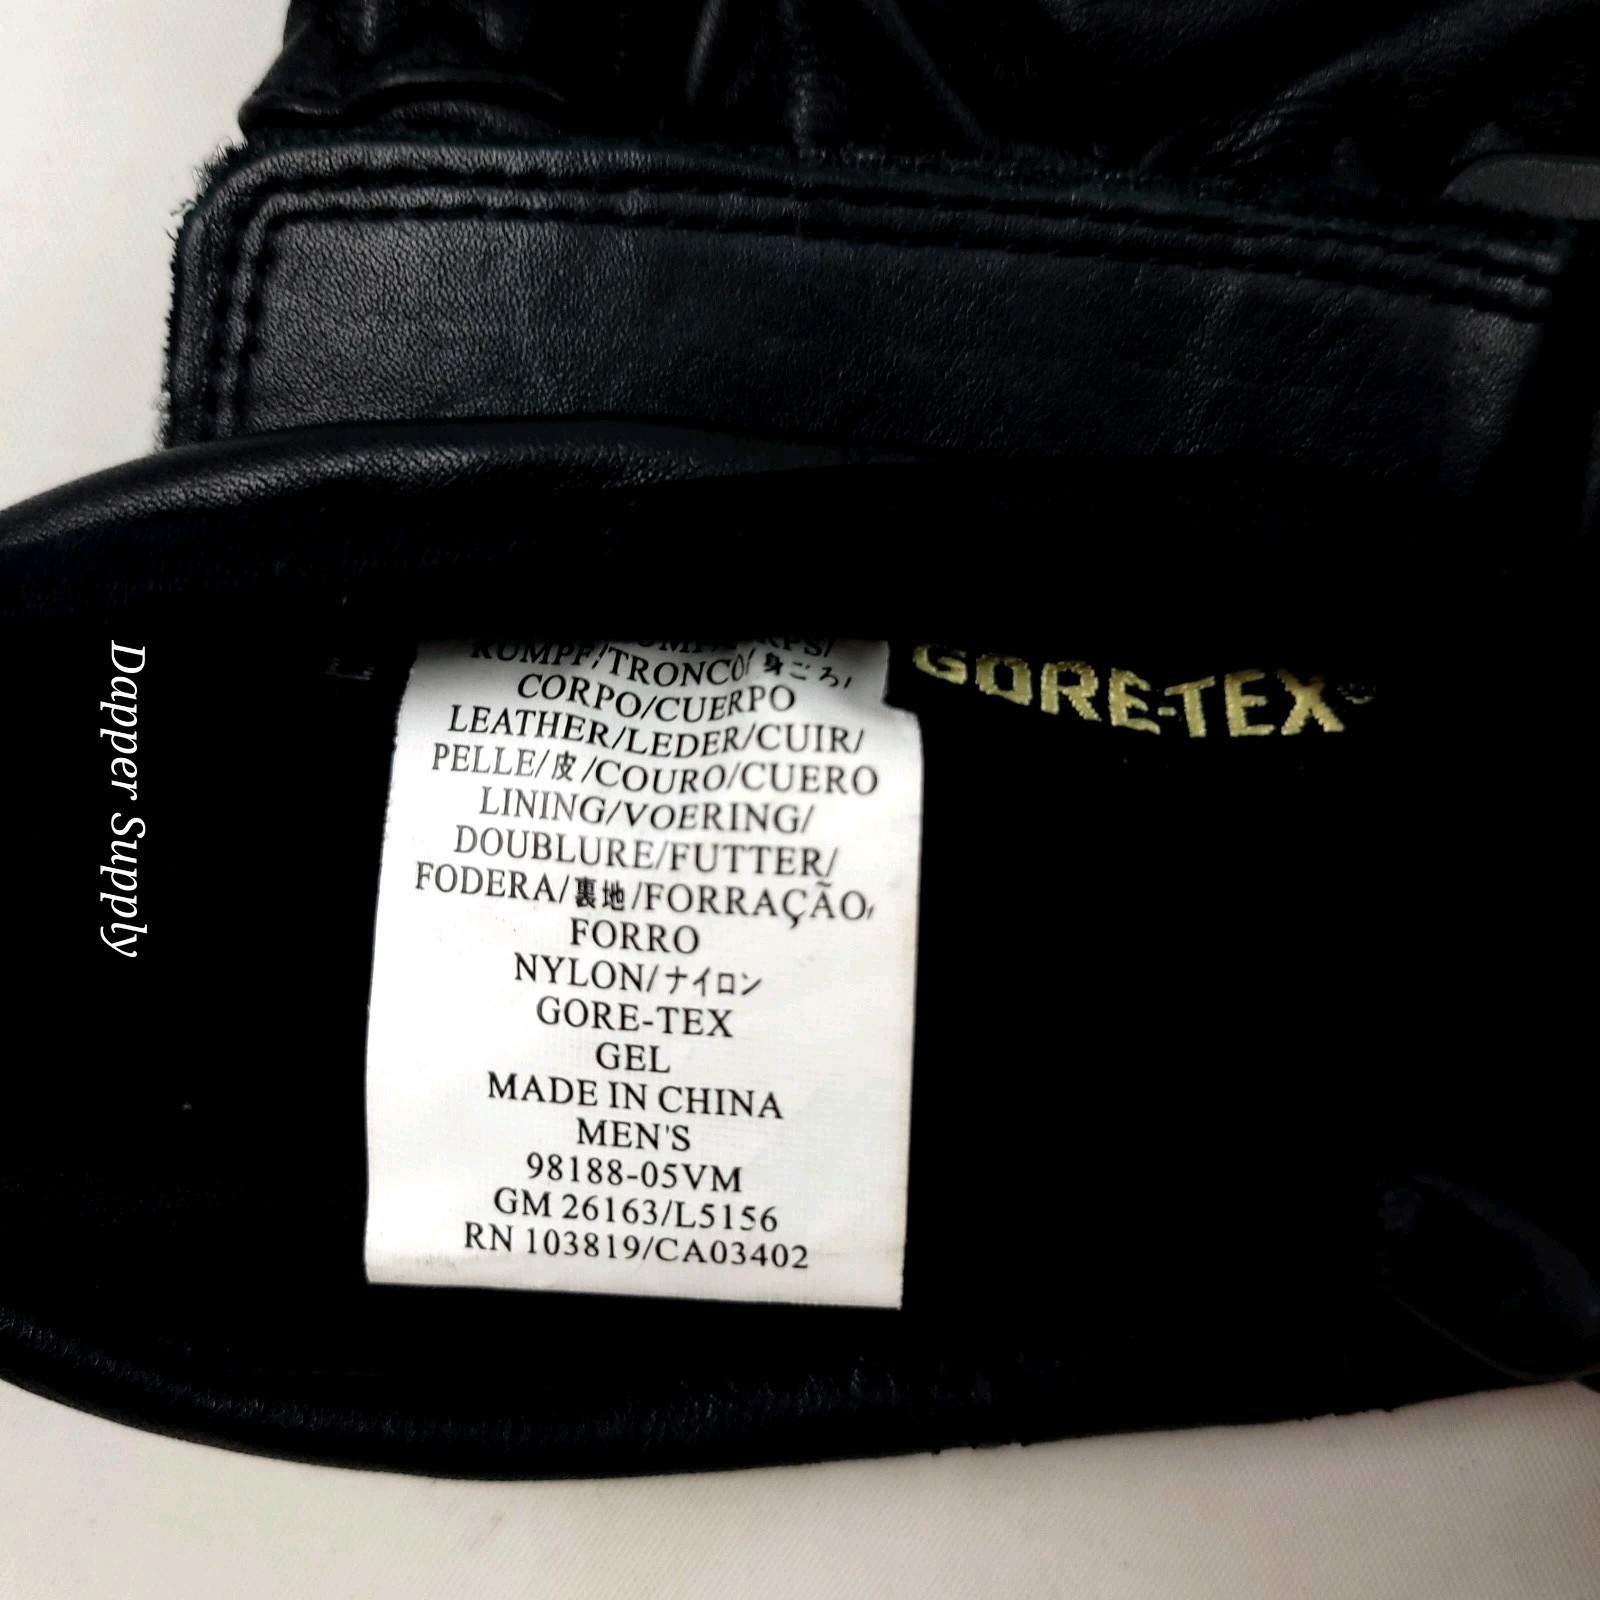 RUMPF/TRONCO/身ごろ/
CORPO/CUERPO
LEATHER/LEDER/CUIR/
PELLE/皮/COURO/CUERO
LINING/VOERING/
DOUBLURE/FUTTER/
FODERA/裏地/FORRAÇÃO/
FORRO
NYLON/ナイロン
GORE-TEX
GEL
MADE IN CHINA
MEN'S
98188-05VM
GM 26163/L5156
RN 103819/CA03402
GORE-TEX®
Dapper Supply